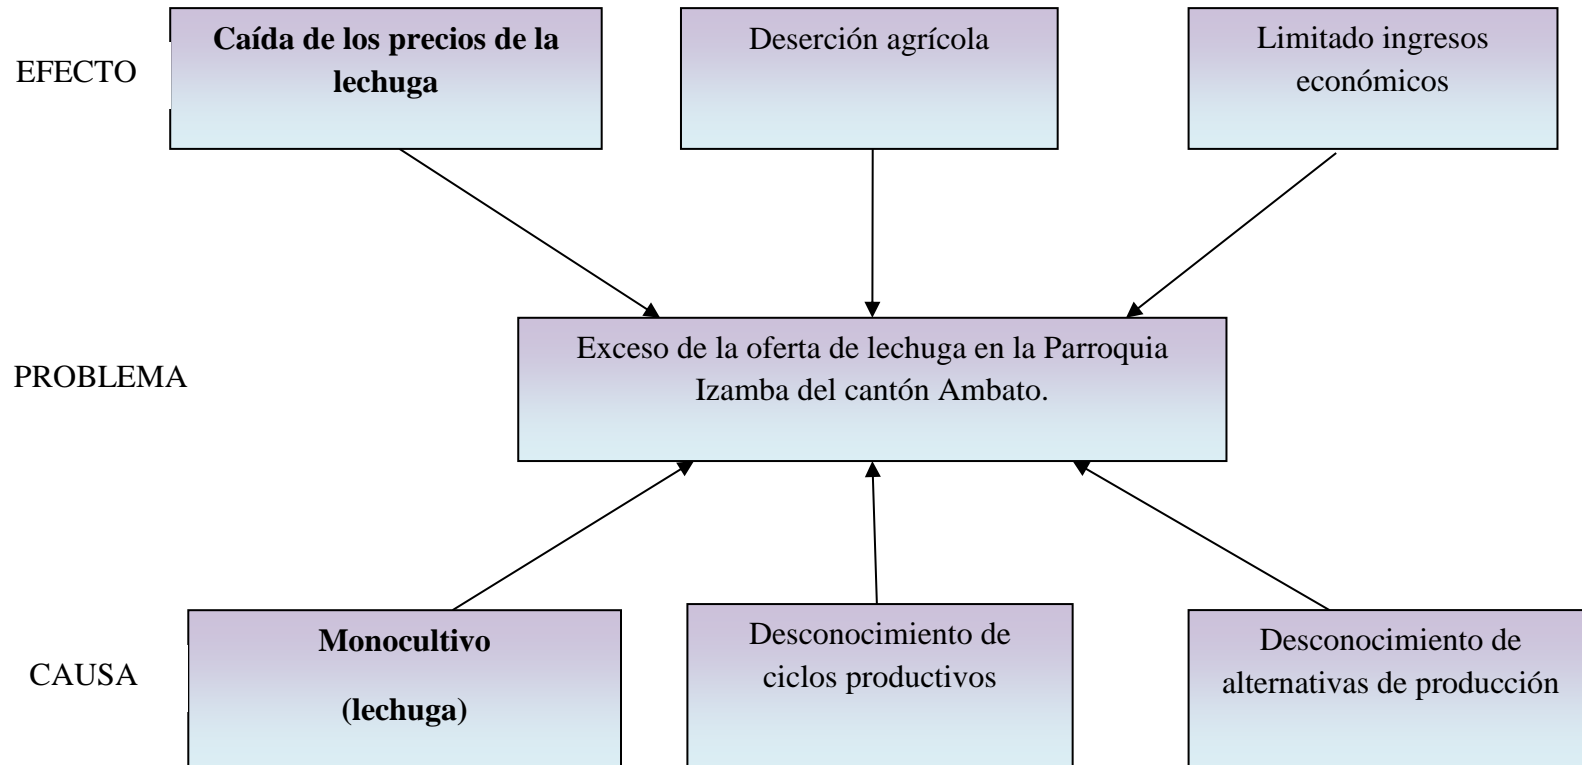 EFECTO
Caída de los precios de la
lechuga
Deserción agrícola
Limitado ingresos
económicos
PROBLEMA
Exceso de la oferta de lechuga en la Parroquia
Izamba del cantón Ambato.
CAUSA
Monocultivo
(lechuga)
Desconocimiento de
ciclos productivos
Desconocimiento de
alternativas de producción